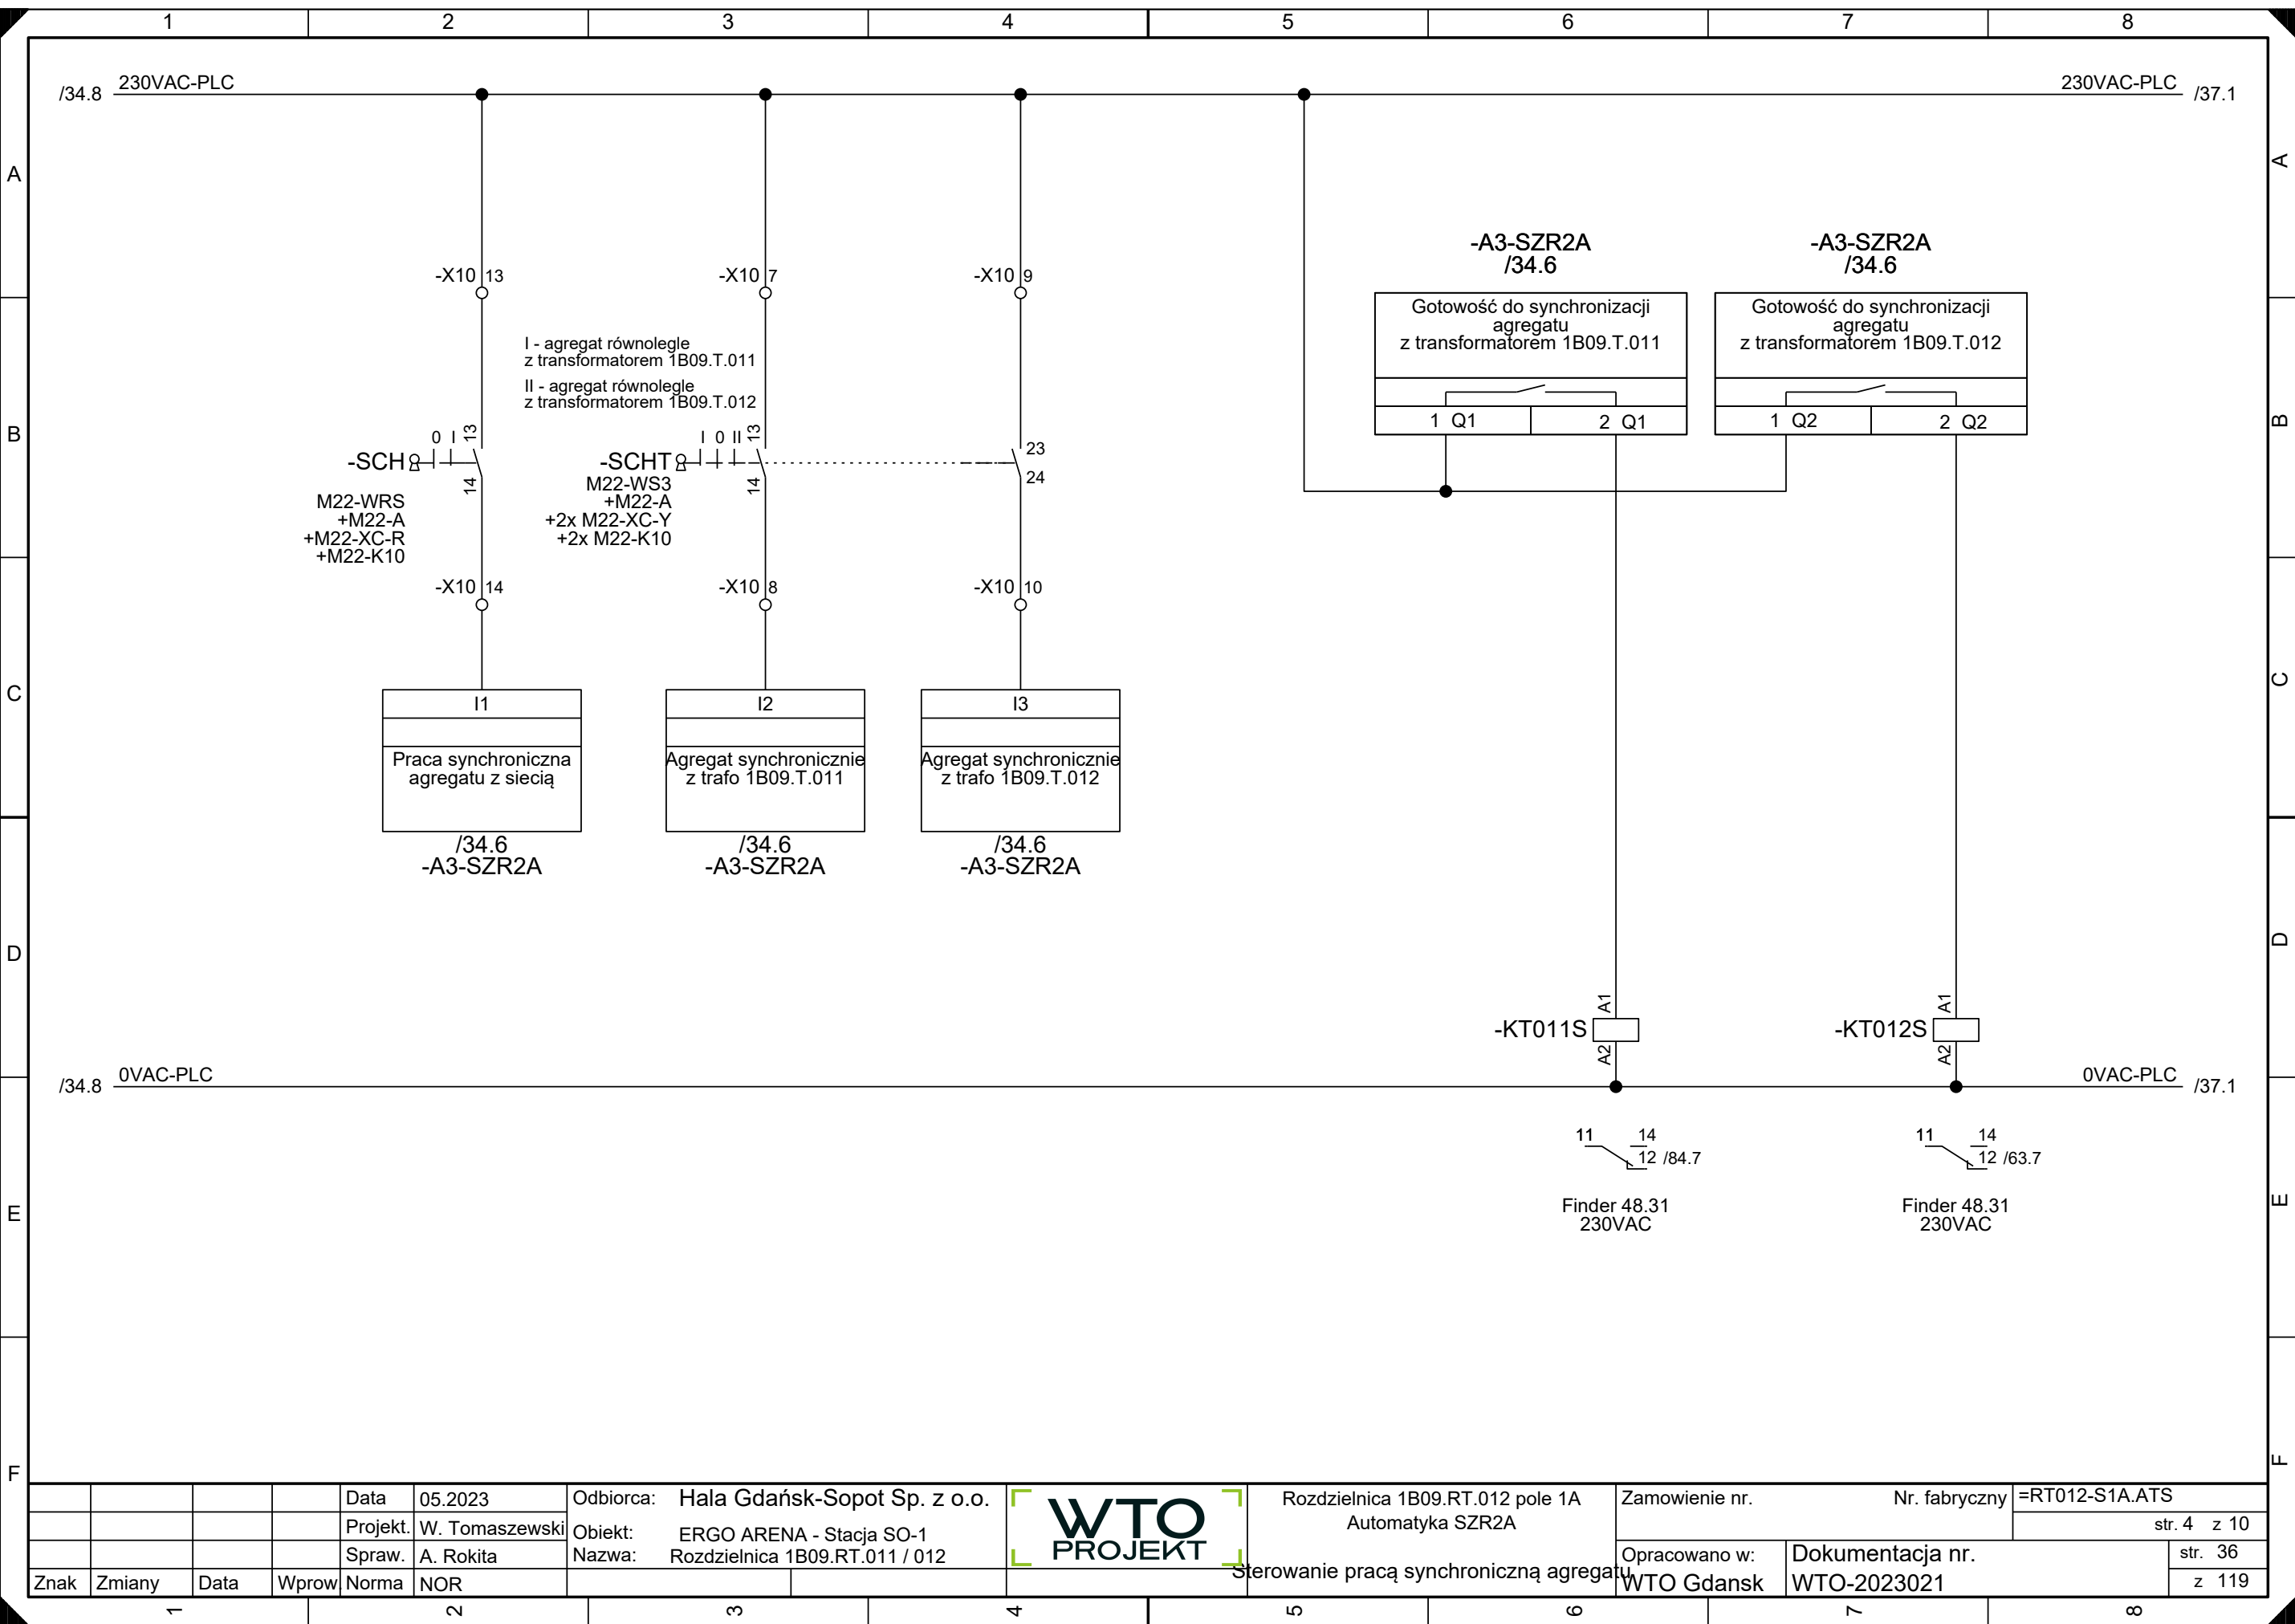 1 2 3 4 5 6 7 8
/34.8 230VAC-PLC 230VAC-PLC /37.1
A A
-A3-SZR2A -A3-SZR2A
/34.6 /34.6
-X10 13 -X10 7 -X10 9
Gotowość do synchronizacji
agregatu
z transformatorem 1B09.T.011
Gotowość do synchronizacji
agregatu
z transformatorem 1B09.T.012
I - agregat równolegle
z transformatorem 1B09.T.011
II - agregat równolegle
z transformatorem 1B09.T.012
1 Q1 2 Q1 1 Q2 2 Q2
B B
0 I 13 I 0 II 13 23
-SCH -SCHT
14 14 24
M22-WRS
+M22-A
+M22-XC-R
+M22-K10
M22-WS3
+M22-A
+2x M22-XC-Y
+2x M22-K10
-X10 14 -X10 8 -X10 10
C C
I1 I2 I3
Praca synchroniczna
agregatu z siecią
Agregat synchronicznie
z trafo 1B09.T.011
Agregat synchronicznie
z trafo 1B09.T.012
/34.6 /34.6 /34.6
-A3-SZR2A -A3-SZR2A -A3-SZR2A
D D
A1 A1
-KT011S -KT012S
A2 A2
/34.8 0VAC-PLC 0VAC-PLC /37.1
11 14 11 14
12 /84.7 12 /63.7
E E
Finder 48.31 Finder 48.31
230VAC 230VAC
F F
Data 05.2023
Projekt. W. Tomaszewski
Spraw. A. Rokita
Znak Zmiany Data Wprow. Norma NOR
Odbiorca: Hala Gdańsk-Sopot Sp. z o.o.
Obiekt: ERGO ARENA - Stacja SO-1
Nazwa: Rozdzielnica 1B09.RT.011 / 012
WTO
PROJEKT
Rozdzielnica 1B09.RT.012 pole 1A
Automatyka SZR2A
Sterowanie pracą synchroniczną agregatu
Zamowienie nr. Nr. fabryczny =RT012-S1A.ATS
str. 4 z 10
Opracowano w: Dokumentacja nr. str. 36
WTO Gdansk WTO-2023021 z 119
1 2 3 4 5 6 7 8